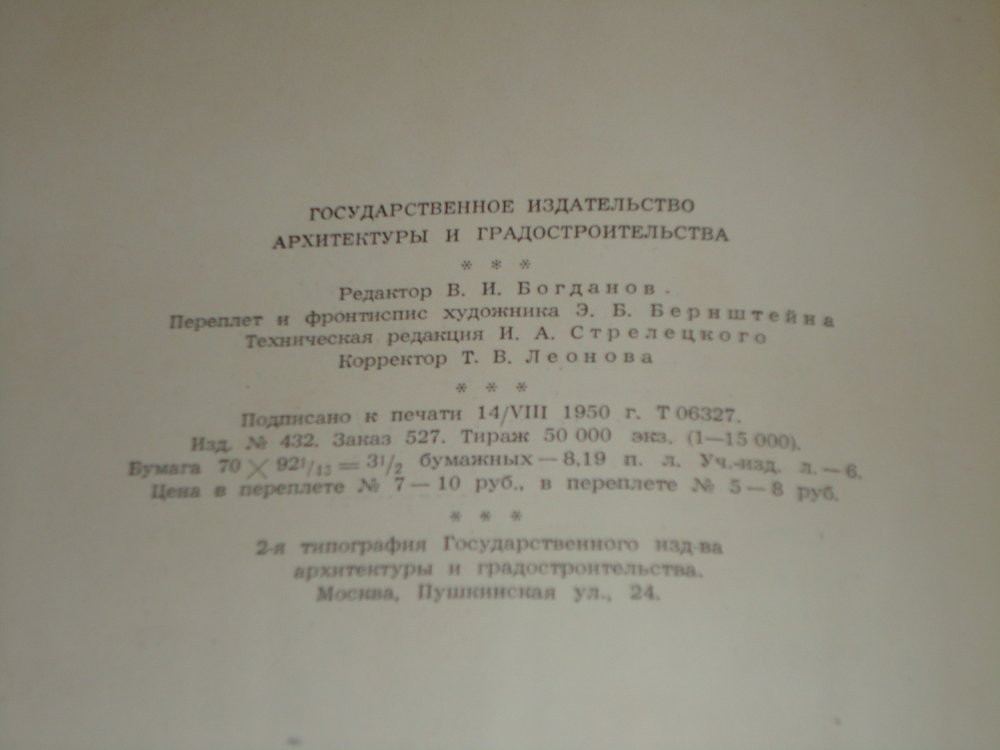 ГОСУДАРСТВЕННОЕ ИЗДАТЕЛЬСТВО
АРХИТЕКТУРЫ И ГРАДОСТРОИТЕЛЬСТВА
* * *
Редактор В. И. Богданов.
Переплет и фронтиспис художника Э. Б. Бернштейна
Техническая редакция И. А. Стрелецкого
Корректор Т. В. Леонова
* * *
Подписано к печати 14/VIII 1950 г. Т 06327.
Изд. № 432. Заказ 527. Тираж 50 000 экз. (1—15 000).
Бумага 70 × 92¹/₁₃ = 3¹/₂ бумажных — 8,19 п. л. Уч.-изд. л. — 6.
Цена в переплете № 7 — 10 руб., в переплете № 5 — 8 руб.
* * *
2-я типография Государственного изд-ва
архитектуры и градостроительства.
Москва, Пушкинская ул., 24.